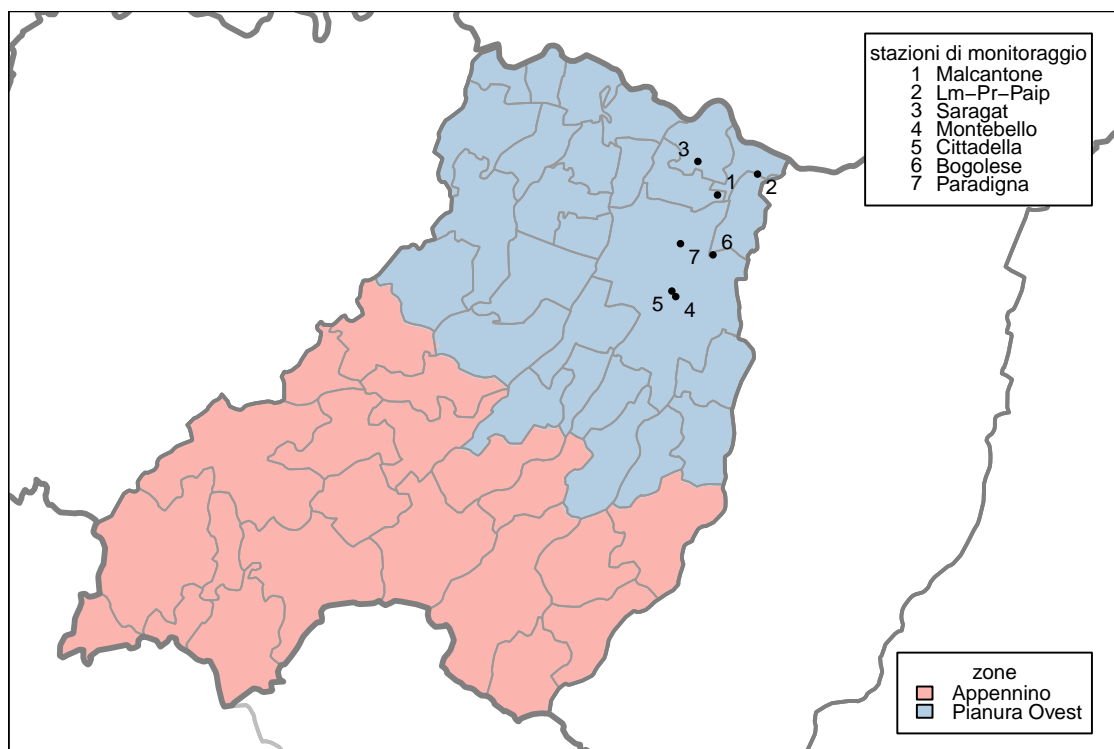 stazioni di monitoraggio
1 Malcantone
2 Lm−Pr−Paip
3 Saragat
4 Montebello
5 Cittadella
6 Bogolese
7 Paradigna
3
1
2
7
6
5
4
zone
Appennino
Pianura Ovest